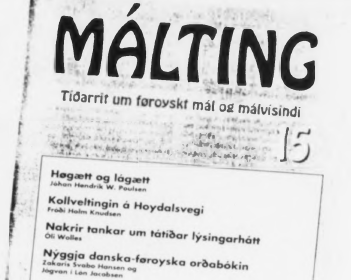 MÁLTING
Tíðarrit um føroyskt mál og málvísindi
15
Høgætt og lágætt
Jóhan Hendrik W. Poulsen
Kollveltingin á Hoydalsvegi
Fróði Holm Knudsen
Nakrir tankar um tátíðar lýsingarhátt
Óli Wolles
Nýggja danska-føroyska orðabókin
Zakaris Svabo Hansen og
Jógvan í Lon Jacobsen